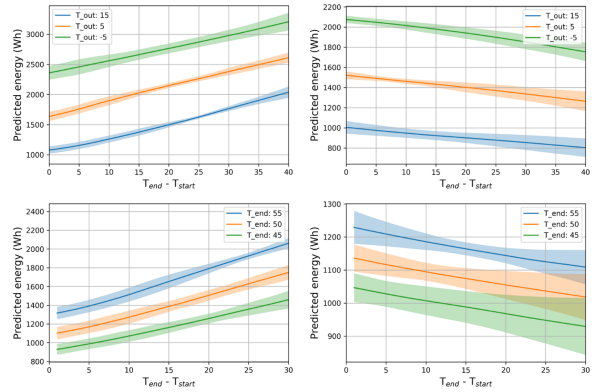 T_out: 15
T_out: 5
T_out: -5
Predicted energy (Wh)
3000
2500
2000
1500
1000
0 5 10 15 20 25 30 35 40
T_end - T_start
T_out: 15
T_out: 5
T_out: -5
Predicted energy (Wh)
2200
2000
1800
1600
1400
1200
1000
800
0 5 10 15 20 25 30 35 40
T_end - T_start
T_end: 55
T_end: 50
T_end: 45
Predicted energy (Wh)
2400
2200
2000
1800
1600
1400
1200
1000
800
0 5 10 15 20 25 30
T_end - T_start
T_end: 55
T_end: 50
T_end: 45
Predicted energy (Wh)
1300
1200
1100
1000
900
0 5 10 15 20 25 30
T_end - T_start